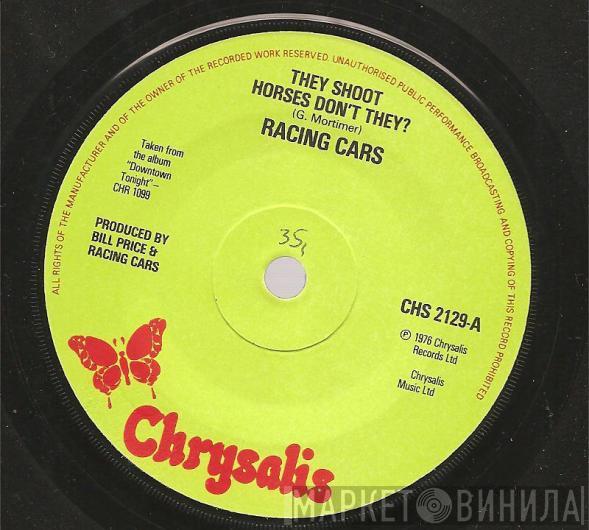 ALL RIGHTS OF THE MANUFACTURER AND OF THE OWNER OF THE RECORDED WORK RESERVED. UNAUTHORISED PUBLIC PERFORMANCE BROADCASTING AND COPYING OF THIS RECORD PROHIBITED
THEY SHOOT
HORSES DON'T THEY?
(G. Mortimer)
RACING CARS
Taken from
the album
"Downtown
Tonight"–
CHR 1099
PRODUCED BY
BILL PRICE &
RACING CARS
35,
CHS 2129-A
℗ 1976 Chrysalis
Records Ltd
Chrysalis
Music Ltd
Chrysalis
МАРКЕТ ВИНИЛА